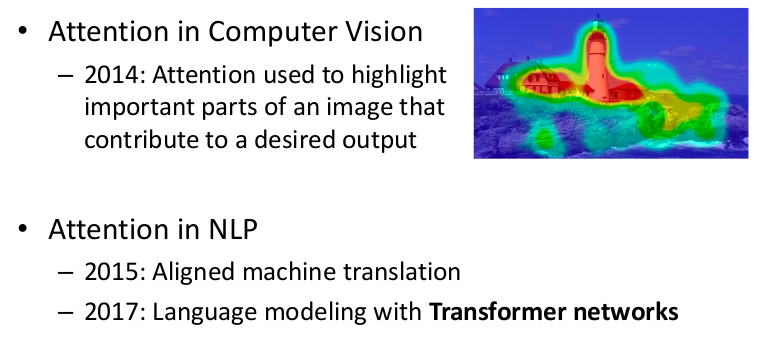 • Attention in Computer Vision
– 2014: Attention used to highlight
important parts of an image that
contribute to a desired output
• Attention in NLP
– 2015: Aligned machine translation
– 2017: Language modeling with Transformer networks